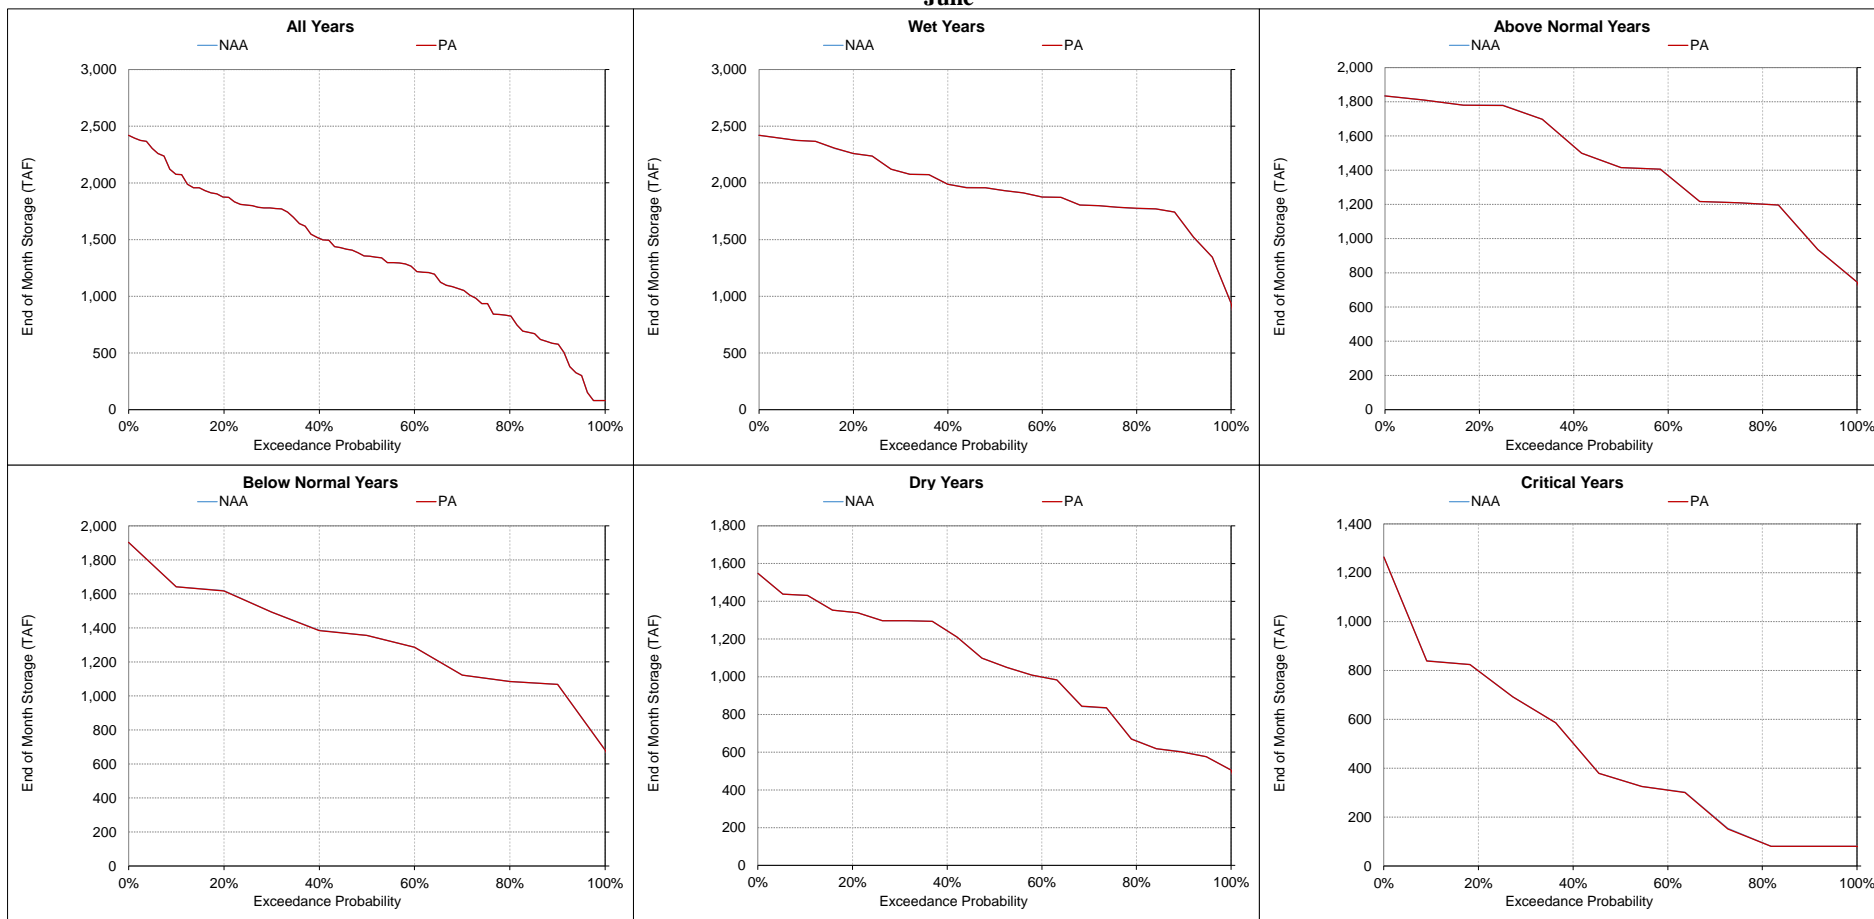 June
All Years
NAA PA
3,000
2,500
2,000
1,500
1,000
500
0
End of Month Storage (TAF)
0% 20% 40% 60% 80% 100%
Exceedance Probability
Wet Years
NAA PA
3,000
2,500
2,000
1,500
1,000
500
0
End of Month Storage (TAF)
0% 20% 40% 60% 80% 100%
Exceedance Probability
Above Normal Years
NAA PA
2,000
1,800
1,600
1,400
1,200
1,000
800
600
400
200
0
End of Month Storage (TAF)
0% 20% 40% 60% 80% 100%
Exceedance Probability
Below Normal Years
NAA PA
2,000
1,800
1,600
1,400
1,200
1,000
800
600
400
200
0
End of Month Storage (TAF)
0% 20% 40% 60% 80% 100%
Exceedance Probability
Dry Years
NAA PA
1,800
1,600
1,400
1,200
1,000
800
600
400
200
0
End of Month Storage (TAF)
0% 20% 40% 60% 80% 100%
Exceedance Probability
Critical Years
NAA PA
1,400
1,200
1,000
800
600
400
200
0
End of Month Storage (TAF)
0% 20% 40% 60% 80% 100%
Exceedance Probability